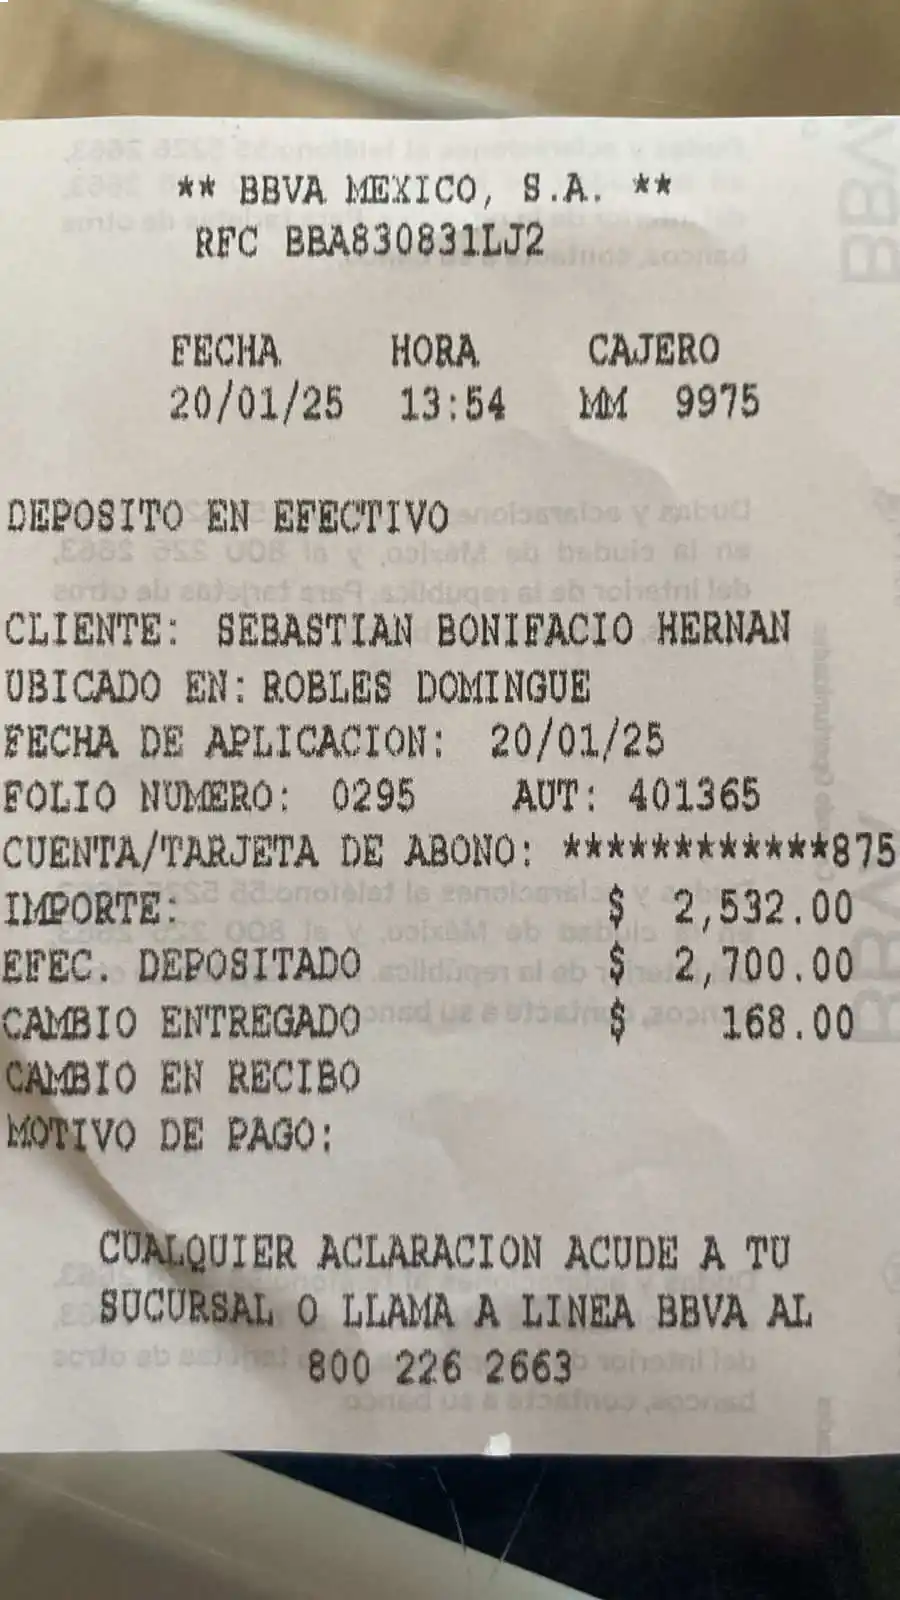 ** BBVA MEXICO, S.A. **
RFC BBA830831LJ2
FECHA HORA CAJERO
20/01/25 13:54 MM 9975
DEPOSITO EN EFECTIVO
CLIENTE: SEBASTIAN BONIFACIO HERNAN
UBICADO EN: ROBLES DOMINGUE
FECHA DE APLICACION: 20/01/25
FOLIO NUMERO: 0295 AUT: 401365
CUENTA/TARJETA DE ABONO: ************875
IMPORTE: $ 2,532.00
EFEC. DEPOSITADO $ 2,700.00
CAMBIO ENTREGADO $ 168.00
CAMBIO EN RECIBO
MOTIVO DE PAGO:
CUALQUIER ACLARACION ACUDE A TU
SUCURSAL O LLAMA A LINEA BBVA AL
800 226 2663